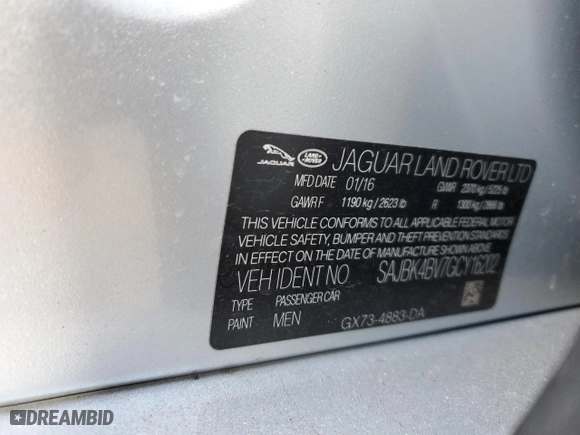 JAGUAR LAND ROVER JAGUAR LAND ROVER LTD
MFD DATE 01/16 GVWR 2370 kg / 5225 lb
GAWR F 1190 kg / 2623 lb R 1300 kg / 2866 lb
THIS VEHICLE CONFORMS TO ALL APPLICABLE U.S. FEDERAL MOTOR
VEHICLE SAFETY, BUMPER AND THEFT PREVENTION STANDARDS
IN EFFECT ON THE DATE OF MANUFACTURE SHOWN ABOVE.
VEH IDENT NO SAJBK4BV7GCY16202
TYPE PASSENGER CAR
PAINT MEN GX73-4883-DA
DREAMBID